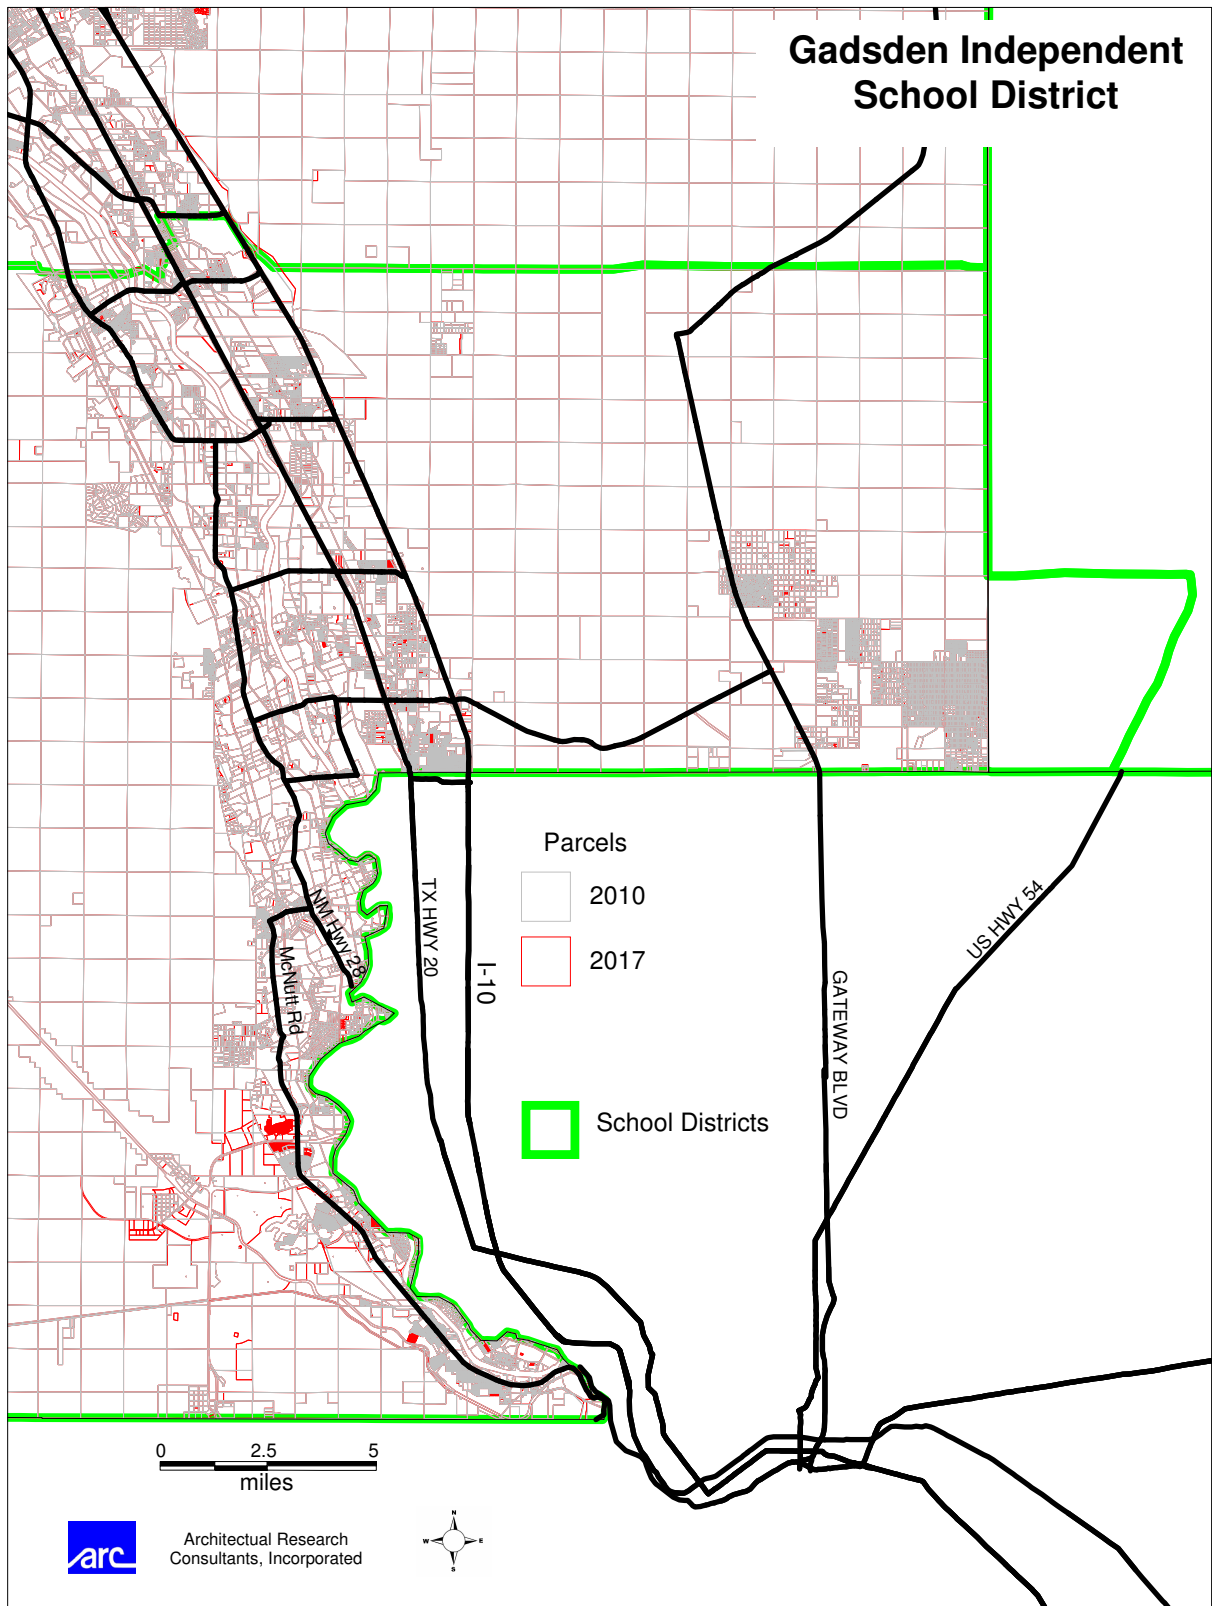 Gadsden Independent
School District
Parcels
2010
2017
School Districts
TX HWY 20
I-10
NM Hwy 28
McNutt Rd
GATEWAY BLVD
US HWY 54
0 2.5 5
miles
arc
Architectual Research
Consultants, Incorporated
N
W E
S